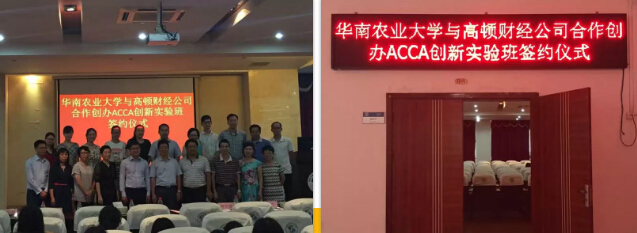 华南农业大学与高顿财经公司
合作创办ACCA创新实验班
签约仪式
华南农业大学与高顿财经公司合作创
办ACCA创新实验班签约仪式